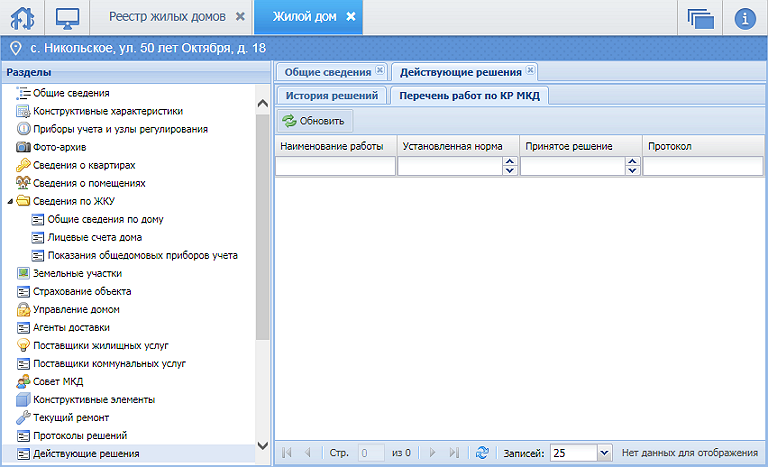 Реестр жилых домов
Жилой дом
с. Никольское, ул. 50 лет Октября, д. 18
Разделы
Общие сведения
Конструктивные характеристики
Приборы учета и узлы регулирования
Фото-архив
Сведения о квартирах
Сведения о помещениях
Сведения по ЖКУ
Общие сведения по дому
Лицевые счета дома
Показания общедомовых приборов учета
Земельные участки
Страхование объекта
Управление домом
Агенты доставки
Поставщики жилищных услуг
Поставщики коммунальных услуг
Совет МКД
Конструктивные элементы
Текущий ремонт
Протоколы решений
Действующие решения
Общие сведения Действующие решения
История решений Перечень работ по КР МКД
Обновить
Наименование работы Установленная норма Принятое решение Протокол
Стр. 0 из 0 Записей: 25 Нет данных для отображения